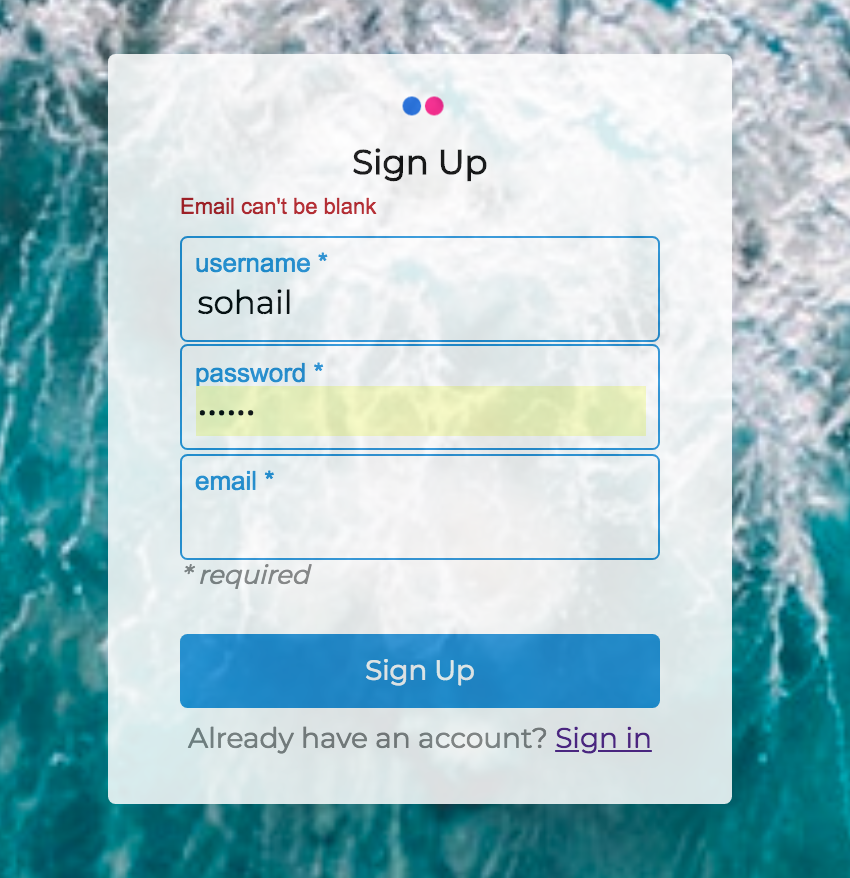 Sign Up
Email can't be blank
username *
sohail
password *
••••••
email *
* required
Sign Up
Already have an account? Sign in